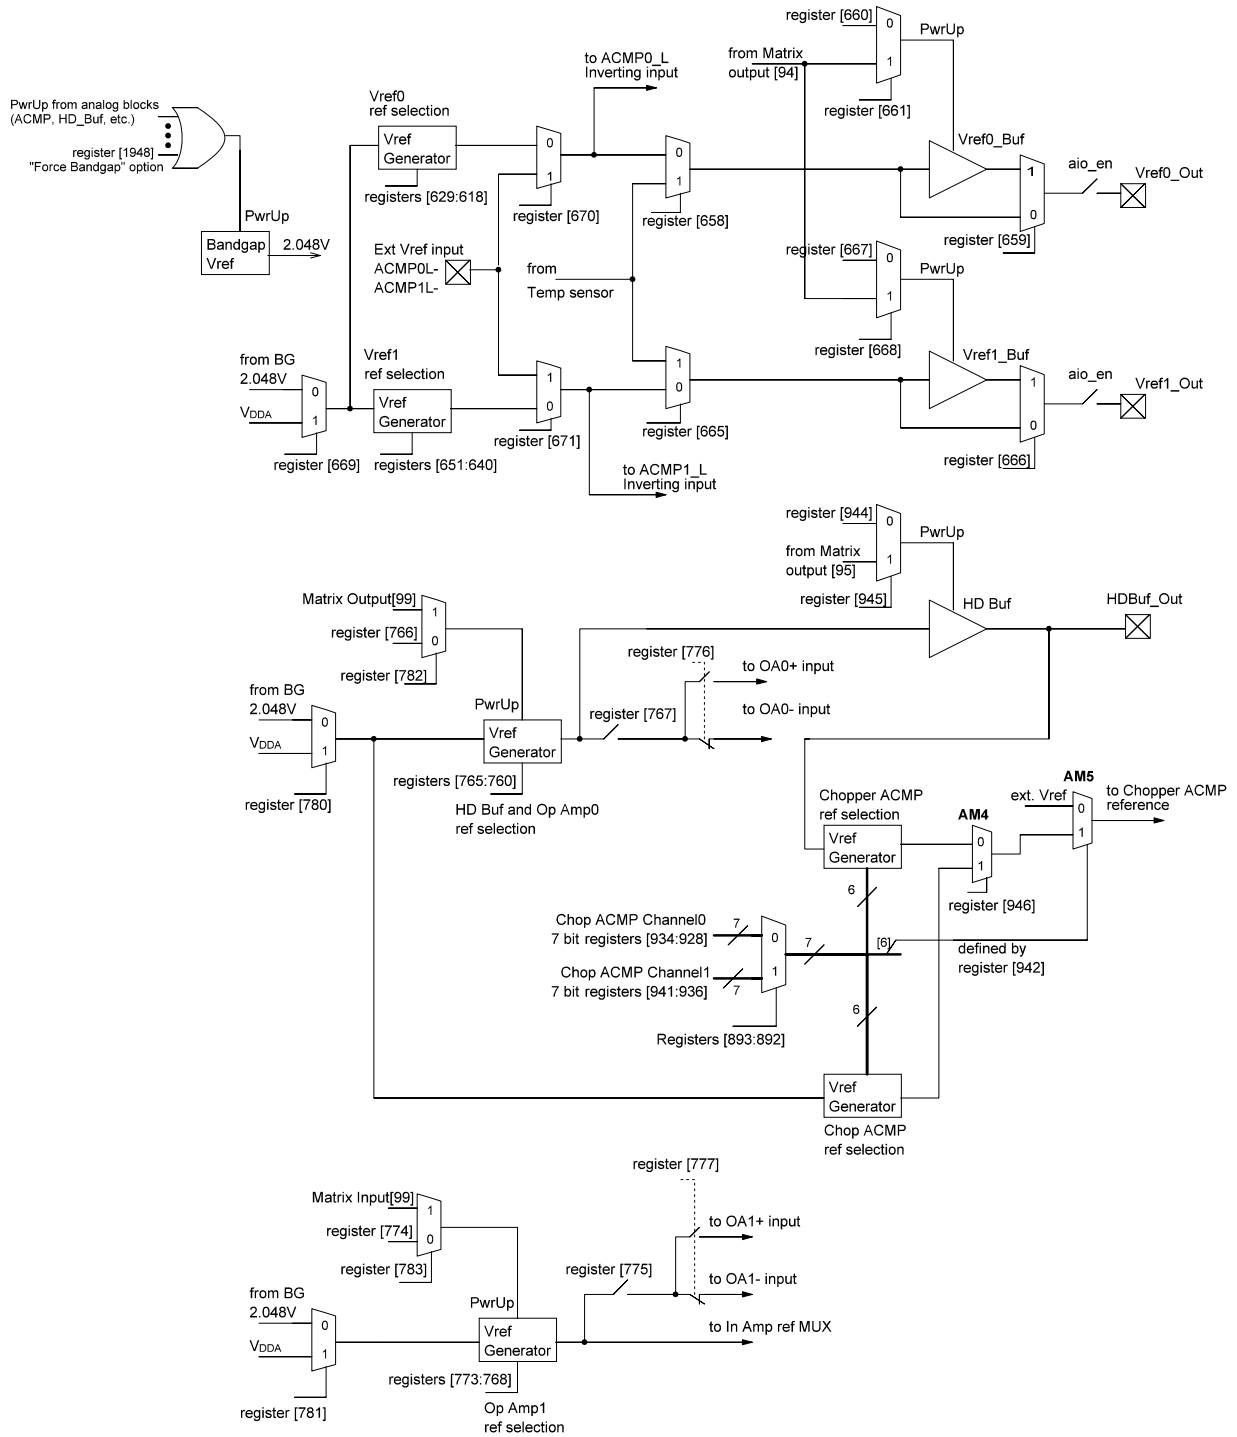 register [660]
0
PwrUp
from Matrix
output [94]
1
register [661]
to ACMP0_L
Inverting input
PwrUp from analog blocks
(ACMP, HD_Buf, etc.)
register [1948]
"Force Bandgap" option
PwrUp
Bandgap
Vref
2.048V
Vref0
ref selection
Vref
Generator
registers [629:618]
0
1
register [670]
0
1
register [658]
Vref0_Buf
1
0
register [659]
aio_en
Vref0_Out
Ext Vref input
ACMP0L-
ACMP1L-
from
Temp sensor
register [667]
0
1
PwrUp
register [668]
from BG
2.048V
VDDA
0
1
register [669]
Vref1
ref selection
Vref
Generator
registers [651:640]
1
0
register [671]
1
0
register [665]
Vref1_Buf
1
0
register [666]
aio_en
Vref1_Out
to ACMP1_L
Inverting input
register [944]
0
PwrUp
from Matrix
output [95]
1
register [945]
HD Buf
HDBuf_Out
Matrix Output[99]
1
register [766]
0
register [782]
PwrUp
from BG
2.048V
VDDA
0
1
register [780]
Vref
Generator
registers [765:760]
HD Buf and Op Amp0
ref selection
register [767]
register [776]
to OA0+ input
to OA0- input
Chopper ACMP
ref selection
Vref
Generator
AM4
0
1
register [946]
AM5
ext. Vref
0
1
to Chopper ACMP
reference
6
Chop ACMP Channel0
7 bit registers [934:928]
7
0
Chop ACMP Channel1
7 bit registers [941:936]
7
1
7
[6]
defined by
register [942]
6
Registers [893:892]
Vref
Generator
Chop ACMP
ref selection
register [777]
Matrix Input[99]
1
register [774]
0
register [783]
PwrUp
from BG
2.048V
VDDA
0
1
register [781]
Vref
Generator
registers [773:768]
Op Amp1
ref selection
register [775]
to OA1+ input
to OA1- input
to In Amp ref MUX